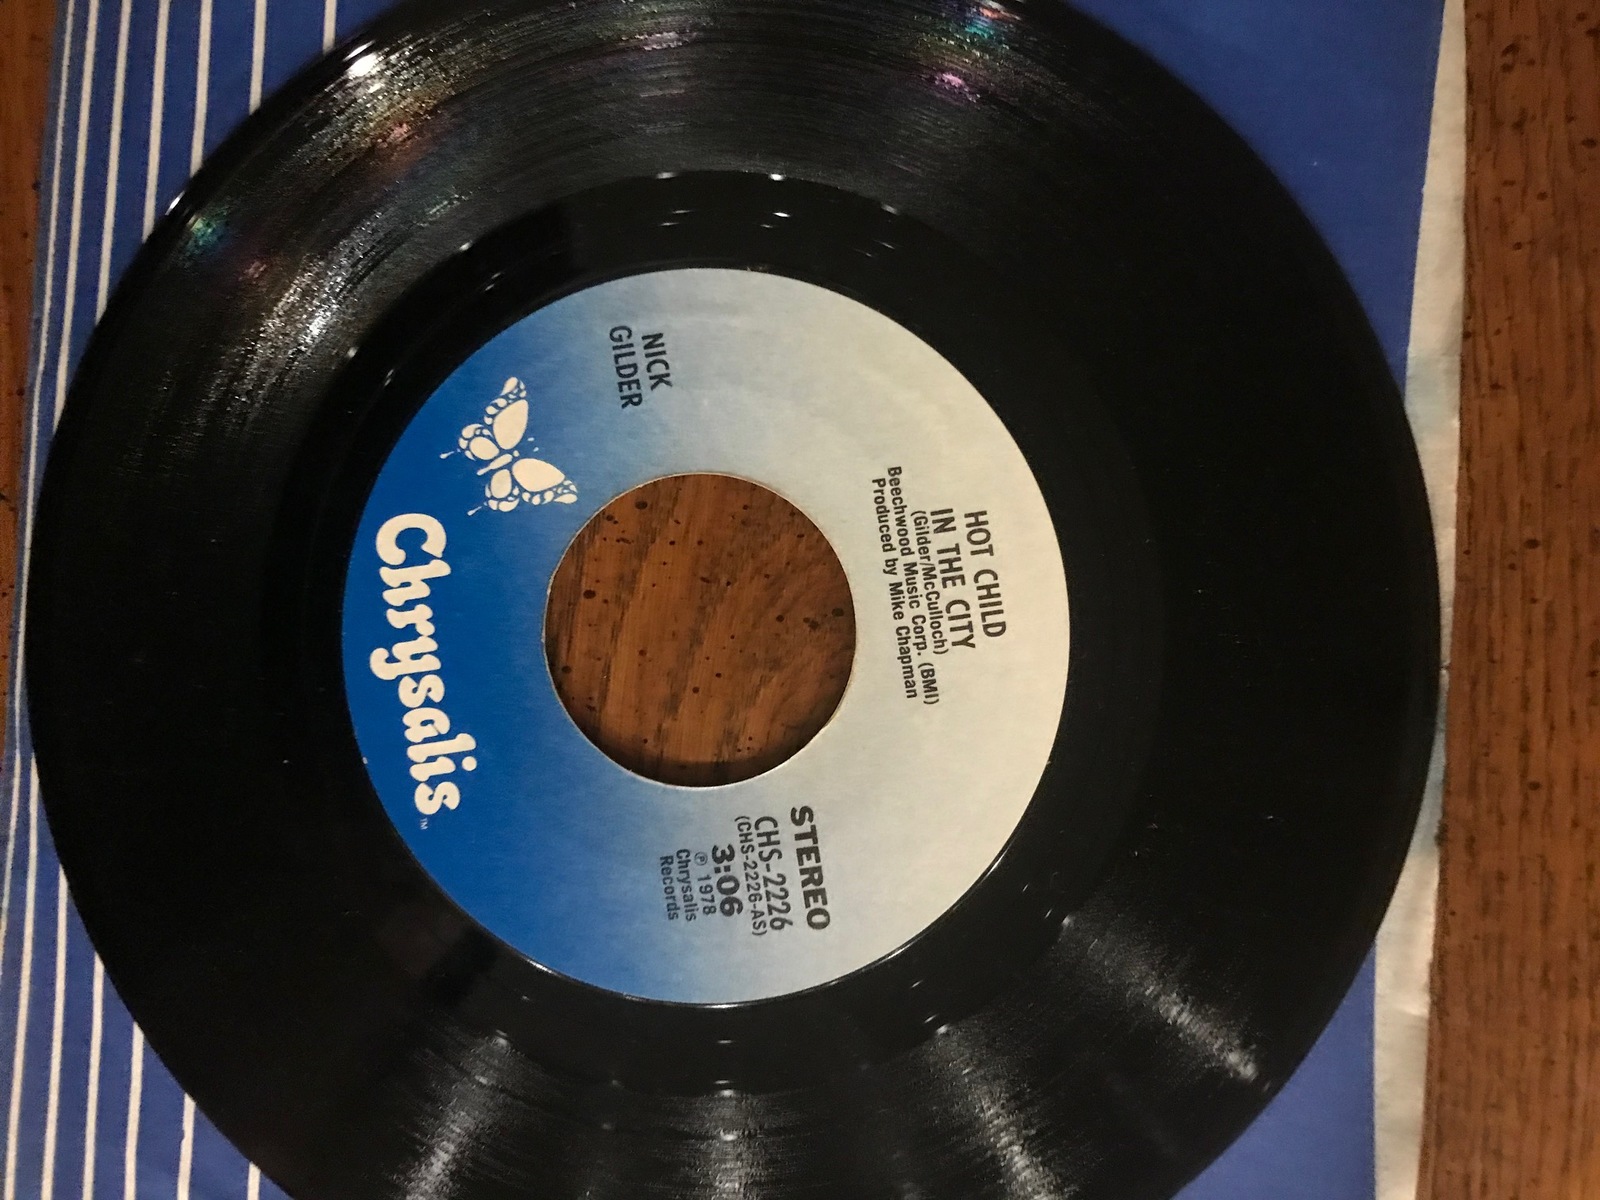 Chrysalis™
NICK
GILDER
STEREO
CHS-2226
(CHS-2226-AS)
3:06
℗ 1978
Chrysalis
Records
HOT CHILD
IN THE CITY
(Gilder/McCulloch)
Beechwood Music Corp. (BMI)
Produced by Mike Chapman